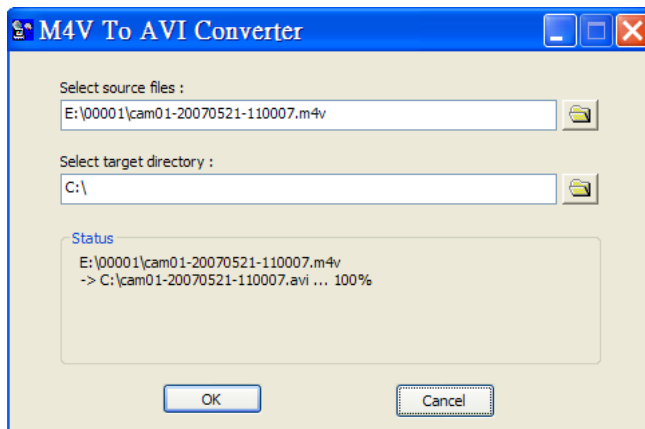 M4V To AVI Converter
Select source files :
E:\00001\cam01-20070521-110007.m4v
Select target directory :
C:\
Status
E:\00001\cam01-20070521-110007.m4v
-> C:\cam01-20070521-110007.avi ... 100%
OK Cancel